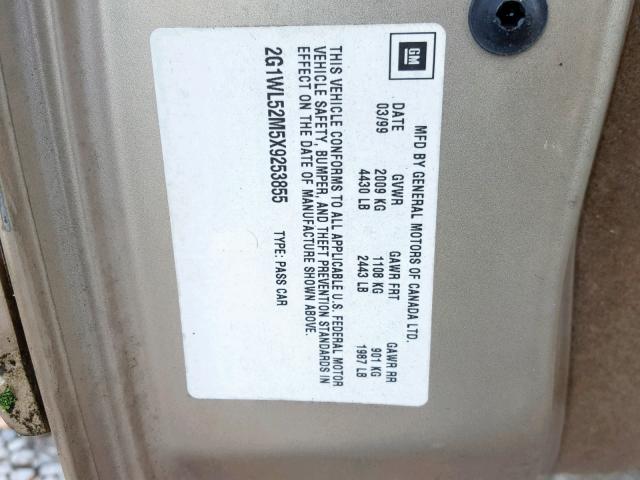 GM
MFD BY GENERAL MOTORS OF CANADA LTD.
DATE GVWR GAWR FRT GAWR RR
03/99 2009 KG 1108 KG 901 KG
4430 LB 2443 LB 1987 LB
THIS VEHICLE CONFORMS TO ALL APPLICABLE U.S. FEDERAL MOTOR
VEHICLE SAFETY, BUMPER, AND THEFT PREVENTION STANDARDS IN
EFFECT ON THE DATE OF MANUFACTURE SHOWN ABOVE.
2G1WL52M5X9253855 TYPE: PASS CAR